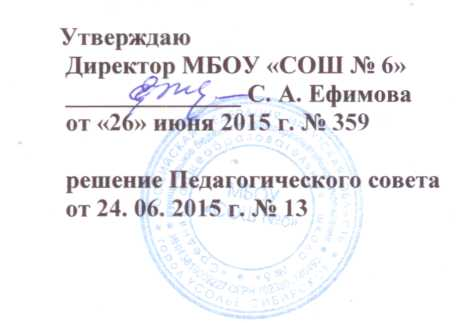 Утверждаю
Директор МБОУ «СОШ № 6»
С. А. Ефимова
от «26» июня 2015 г. № 359
решение Педагогического совета
от 24. 06. 2015 г. № 13
МБОУ